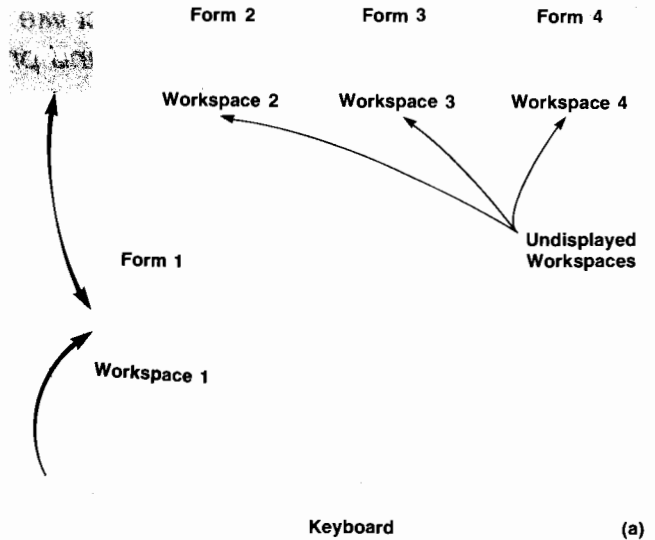 Form 2
Form 3
Form 4
Workspace 2
Workspace 3
Workspace 4
Undisplayed
Workspaces
Form 1
Workspace 1
Keyboard
(a)